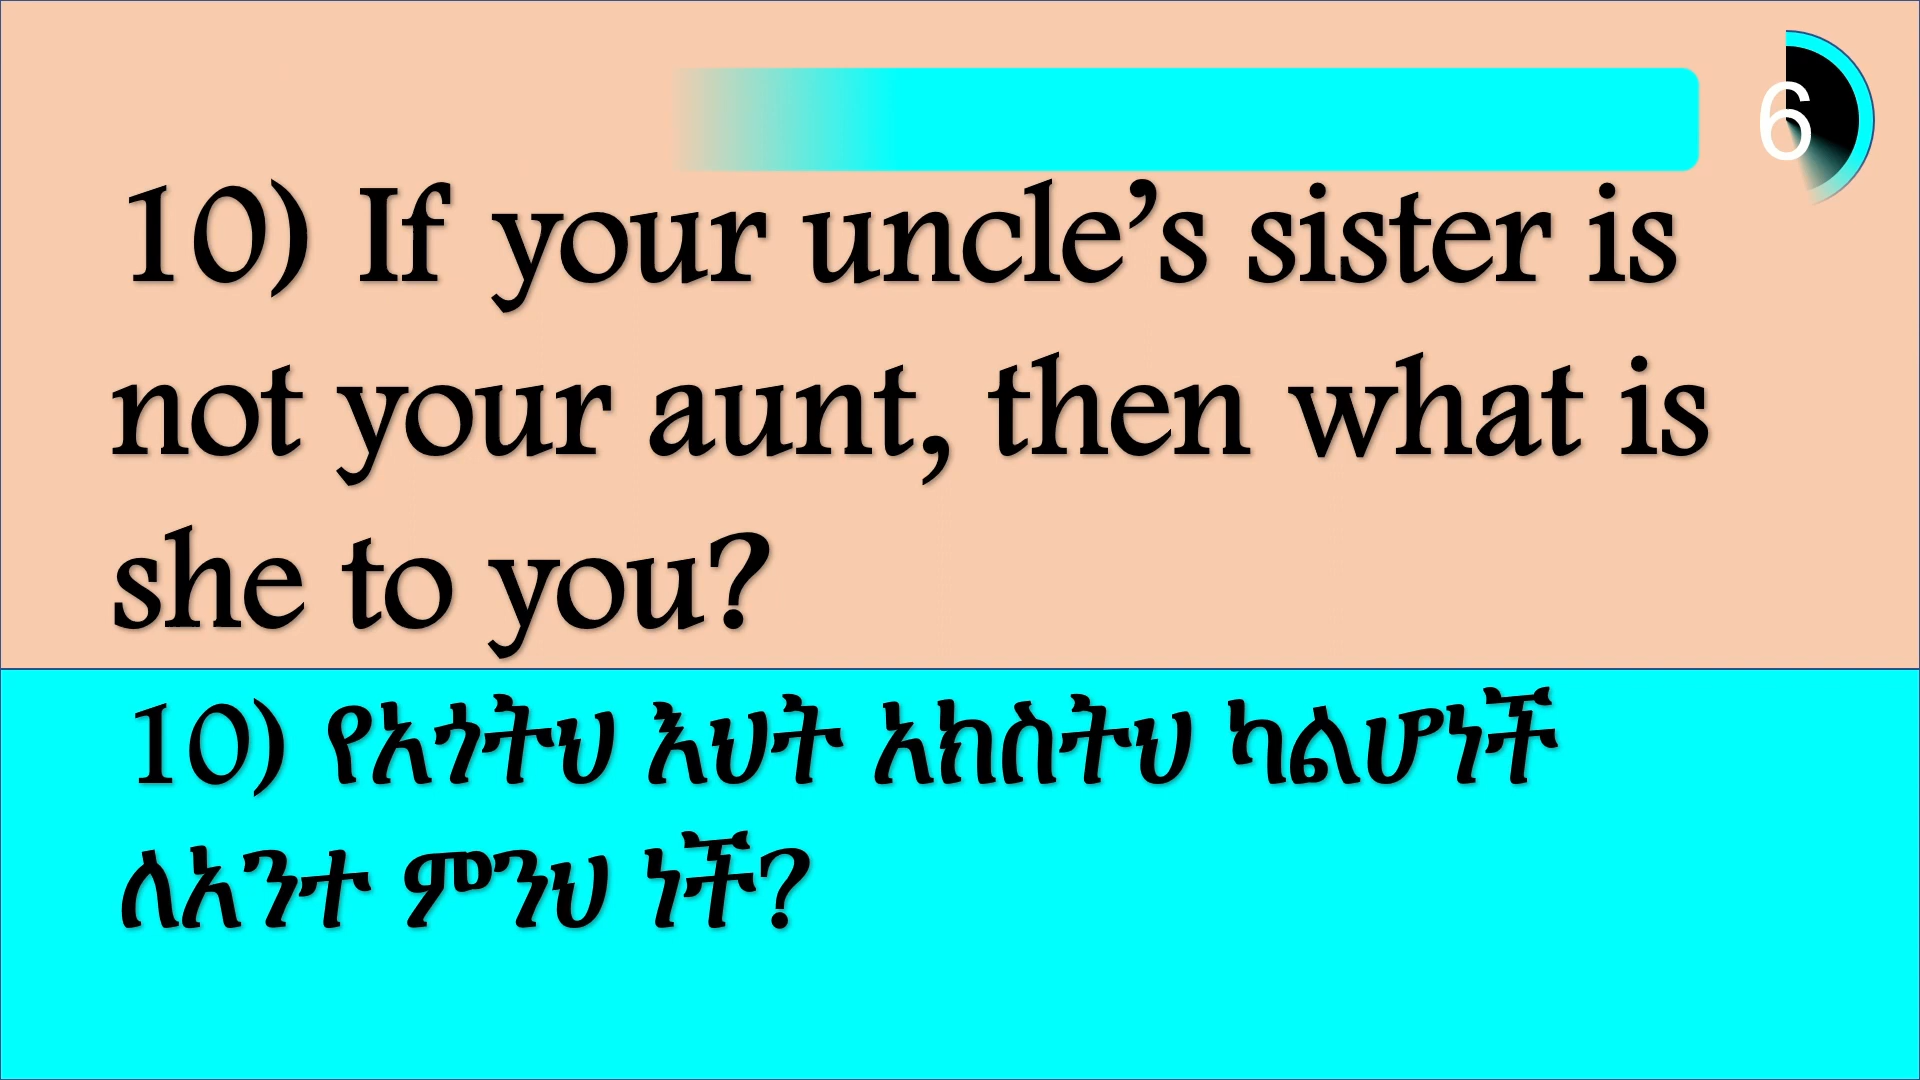 6
10) If your uncle’s sister is
not your aunt, then what is
she to you?
10) የአጎትህ እህት አክስትህ ካልሆነች
ለአንተ ምንህ ነች?